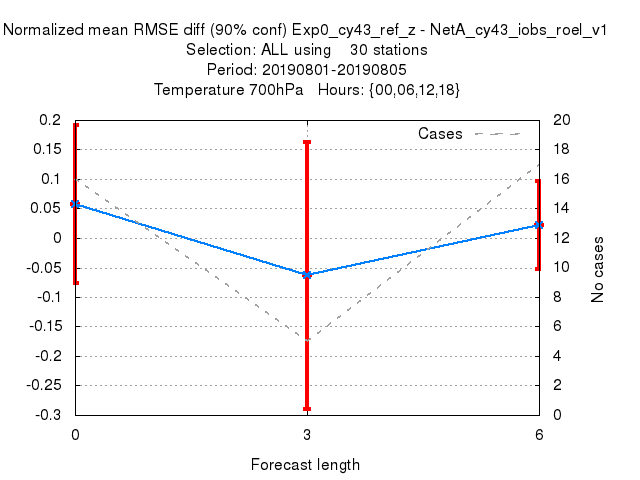 Normalized mean RMSE diff (90% conf) Exp0_cy43_ref_z - NetA_cy43_iobs_roel_v1
Selection: ALL using 30 stations
Period: 20190801-20190805
Temperature 700hPa Hours: {00,06,12,18}
Cases
0.2
0.15
0.1
0.05
0
-0.05
-0.1
-0.15
-0.2
-0.25
-0.3
20
18
16
14
12
10
8
6
4
2
0
No cases
0 3 6
Forecast length